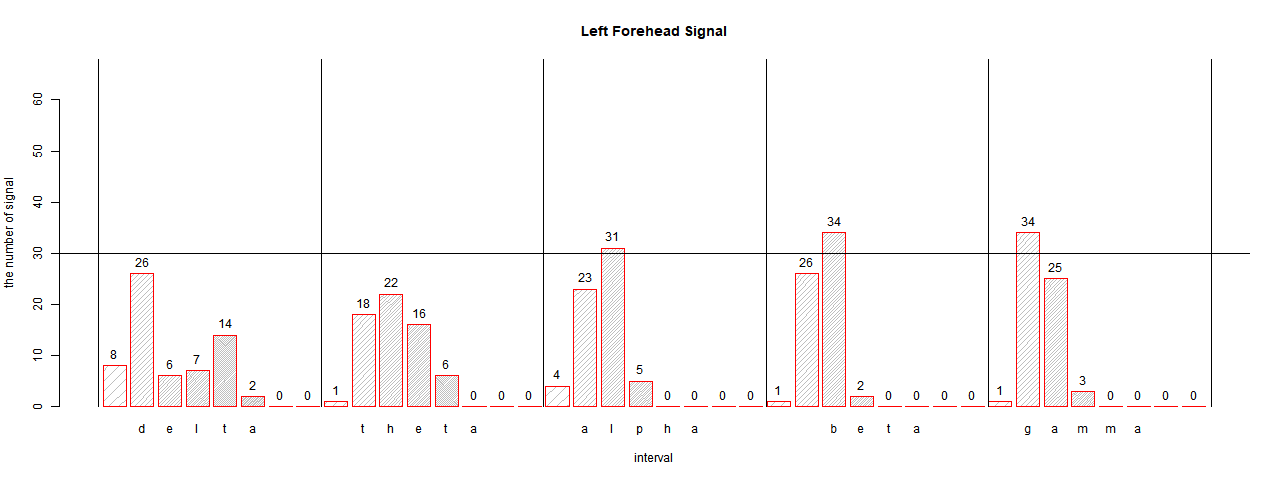 Left Forehead Signal
the number of signal
60
50
40
30
20
10
0
8 26 6 7 14 2 0 0
1 18 22 16 6 0 0 0
4 23 31 5 0 0 0 0
1 26 34 2 0 0 0 0
1 34 25 3 0 0 0 0
d e l t a t h e t a a l p h a b e t a g a m m a
interval